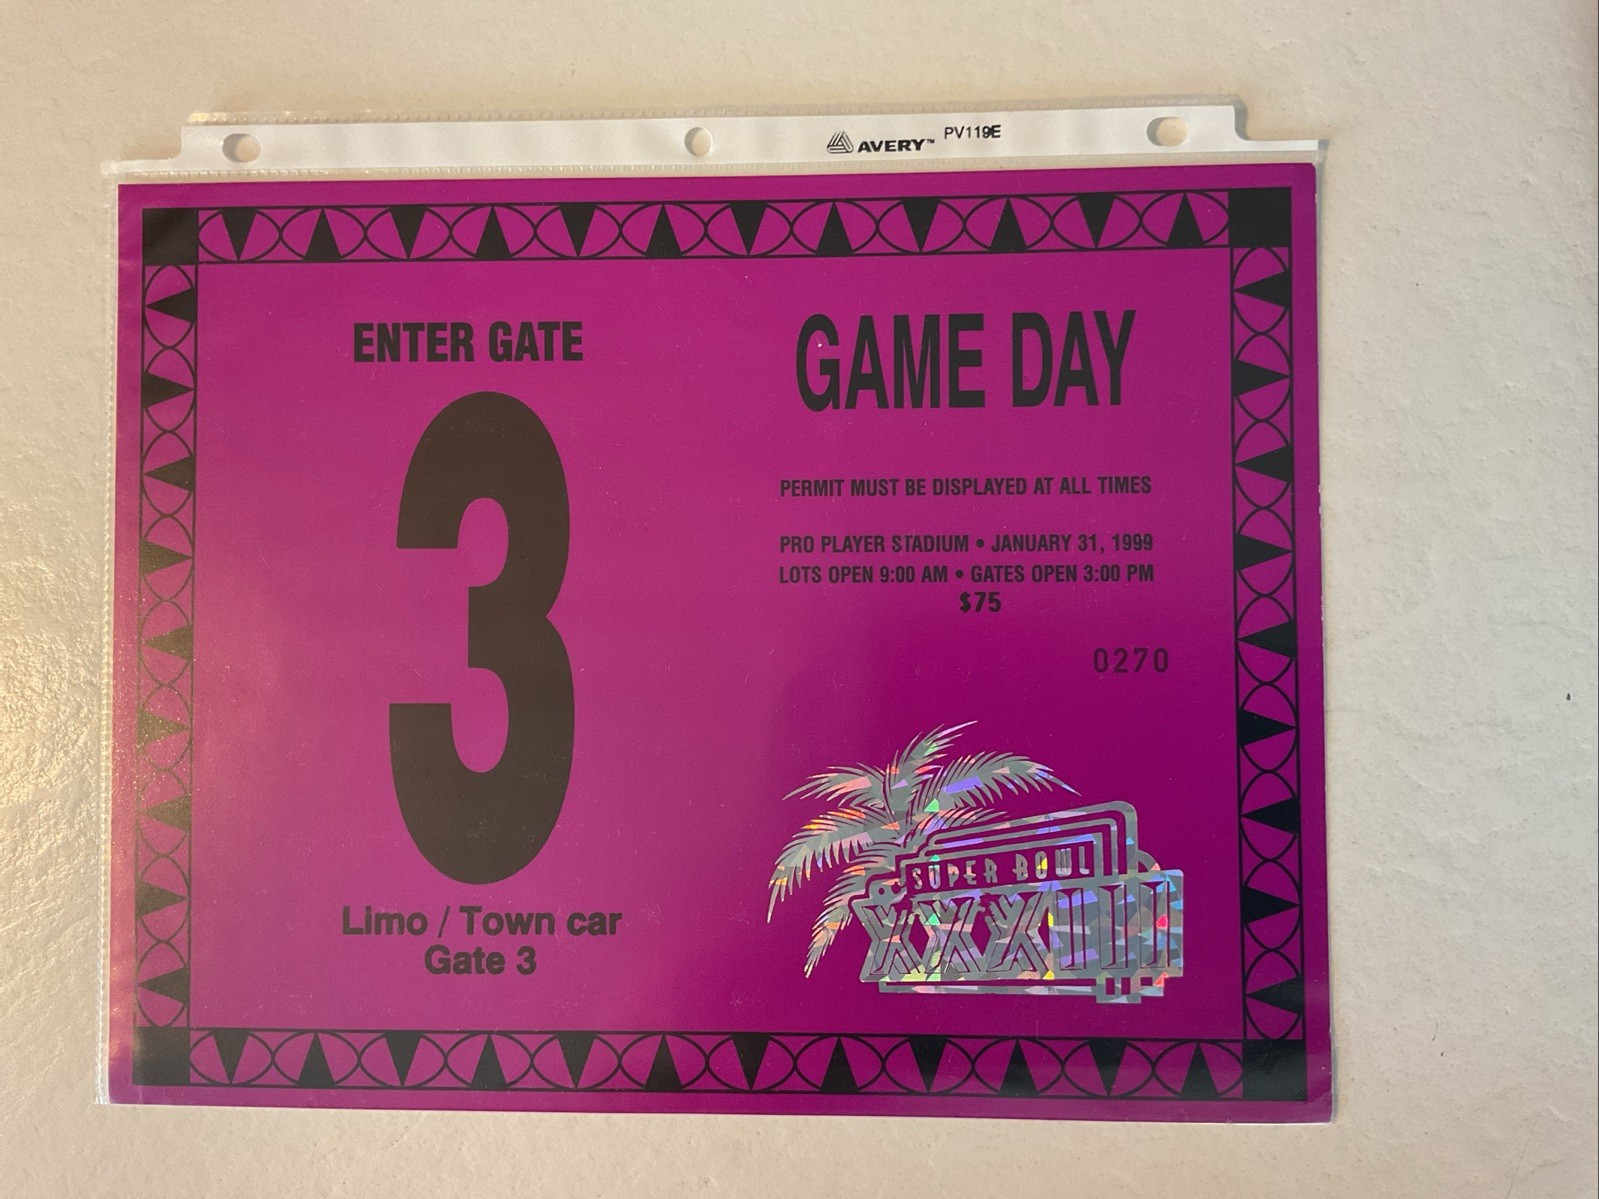 AVERY™ PV119E
ENTER GATE
3
Limo / Town car
Gate 3
GAME DAY
PERMIT MUST BE DISPLAYED AT ALL TIMES
PRO PLAYER STADIUM • JANUARY 31, 1999
LOTS OPEN 9:00 AM • GATES OPEN 3:00 PM
$75
0270
SUPER BOWL
XXXIII